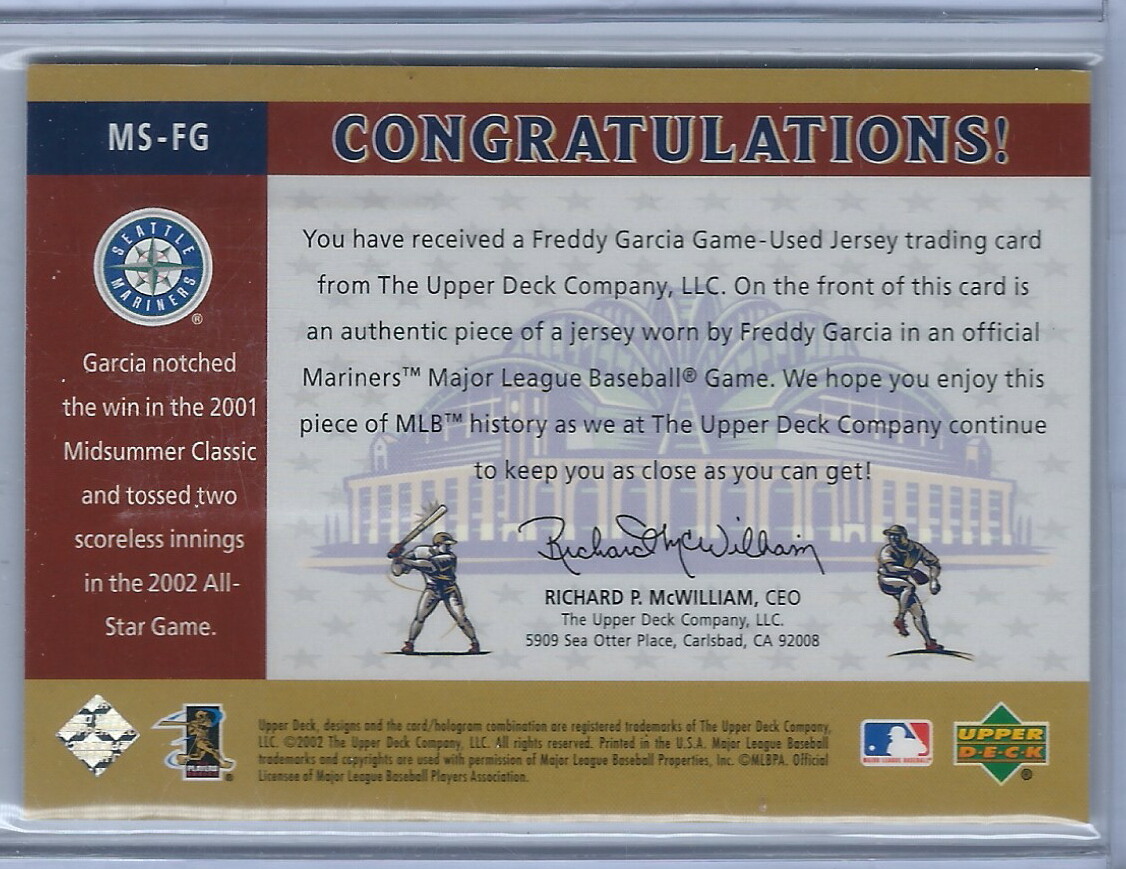 MS-FG
CONGRATULATIONS!
SEATTLE
MARINERS
®
Garcia notched
the win in the 2001
Midsummer Classic
and tossed two
scoreless innings
in the 2002 All-
Star Game.
You have received a Freddy Garcia Game-Used Jersey trading card
from The Upper Deck Company, LLC. On the front of this card is
an authentic piece of a jersey worn by Freddy Garcia in an official
Mariners™ Major League Baseball® Game. We hope you enjoy this
piece of MLB™ history as we at The Upper Deck Company continue
to keep you as close as you can get!
Richard McWilliam
RICHARD P. McWILLIAM, CEO
The Upper Deck Company, LLC.
5909 Sea Otter Place, Carlsbad, CA 92008
Upper Deck, designs and the card/hologram combination are registered trademarks of The Upper Deck Company,
LLC. ©2002 The Upper Deck Company, LLC. All rights reserved. Printed in the U.S.A. Major League Baseball
trademarks and copyrights are used with permission of Major League Baseball Properties, Inc. ©MLBPA. Official
Licensee of Major League Baseball Players Association.
MAJOR LEAGUE BASEBALL
UPPER
DECK
®